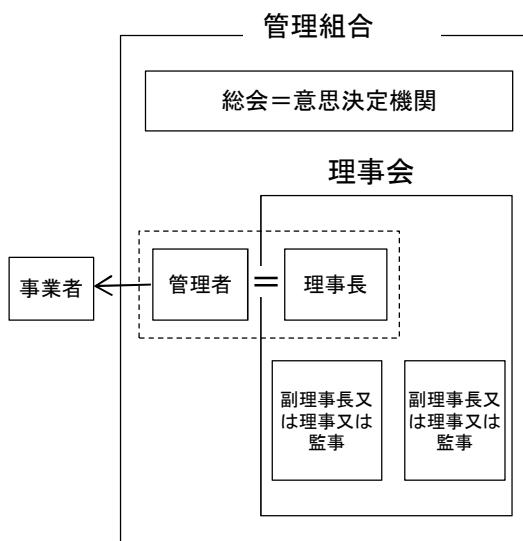 管理組合
総会＝意思決定機関
理事会
事業者
管理者
＝
理事長
副理事長又
は理事又は
監事
副理事長又
は理事又は
監事